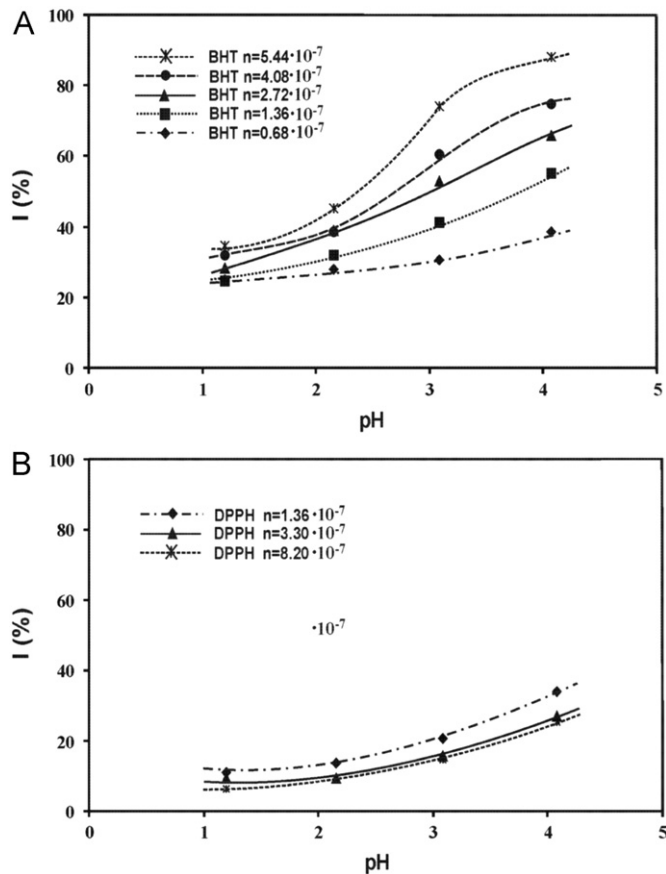 A
100
80
60
40
20
0
I (%)
BHT n=5.44·10⁻⁷
BHT n=4.08·10⁻⁷
BHT n=2.72·10⁻⁷
BHT n=1.36·10⁻⁷
BHT n=0.68·10⁻⁷
0 1 2 3 4 5
pH
B
100
80
60
40
20
0
I (%)
DPPH n=1.36·10⁻⁷
DPPH n=3.30·10⁻⁷
DPPH n=8.20·10⁻⁷
·10⁻⁷
0 1 2 3 4 5
pH